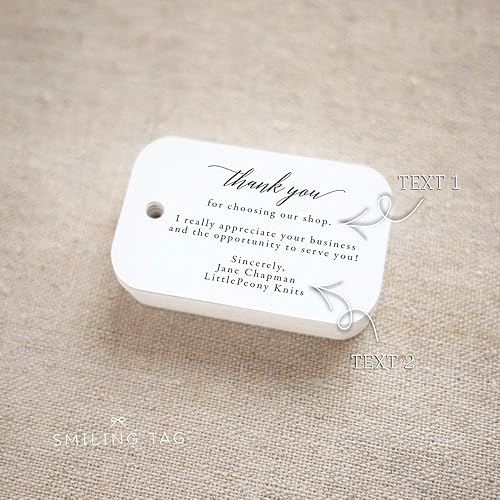 thank you
for choosing our shop.
I really appreciate your business
and the opportunity to serve you!
Sincerely,
Jane Chapman
LittlePeony Knits
TEXT 1
TEXT 2
SMILING TAG